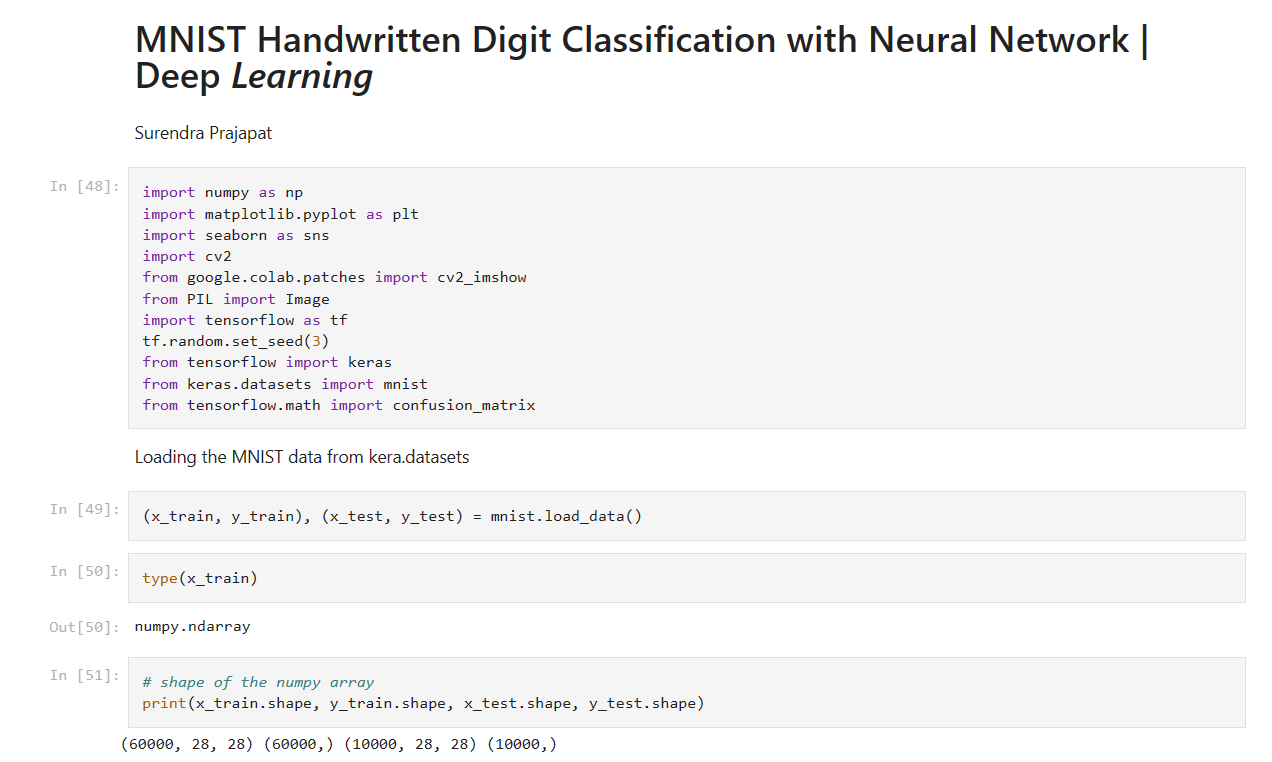 MNIST Handwritten Digit Classification with Neural Network |
Deep Learning
Surendra Prajapat
In [48]:
import numpy as np
import matplotlib.pyplot as plt
import seaborn as sns
import cv2
from google.colab.patches import cv2_imshow
from PIL import Image
import tensorflow as tf
tf.random.set_seed(3)
from tensorflow import keras
from keras.datasets import mnist
from tensorflow.math import confusion_matrix
Loading the MNIST data from kera.datasets
In [49]:
(x_train, y_train), (x_test, y_test) = mnist.load_data()
In [50]:
type(x_train)
Out[50]:
numpy.ndarray
In [51]:
# shape of the numpy array
print(x_train.shape, y_train.shape, x_test.shape, y_test.shape)
(60000, 28, 28) (60000,) (10000, 28, 28) (10000,)